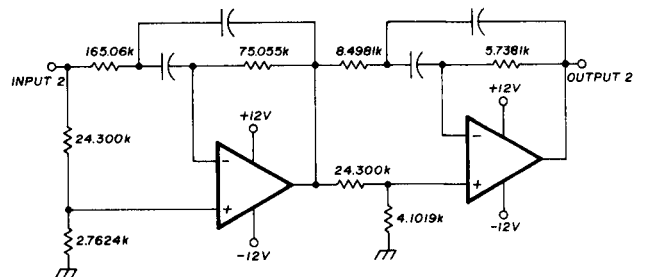 165.06k
75.055k
8.4981k
5.7381k
INPUT 2
OUTPUT 2
+12V
+12V
24.300k
-
-
24.300k
+
+
4.1019k
2.7624k
-12V
-12V